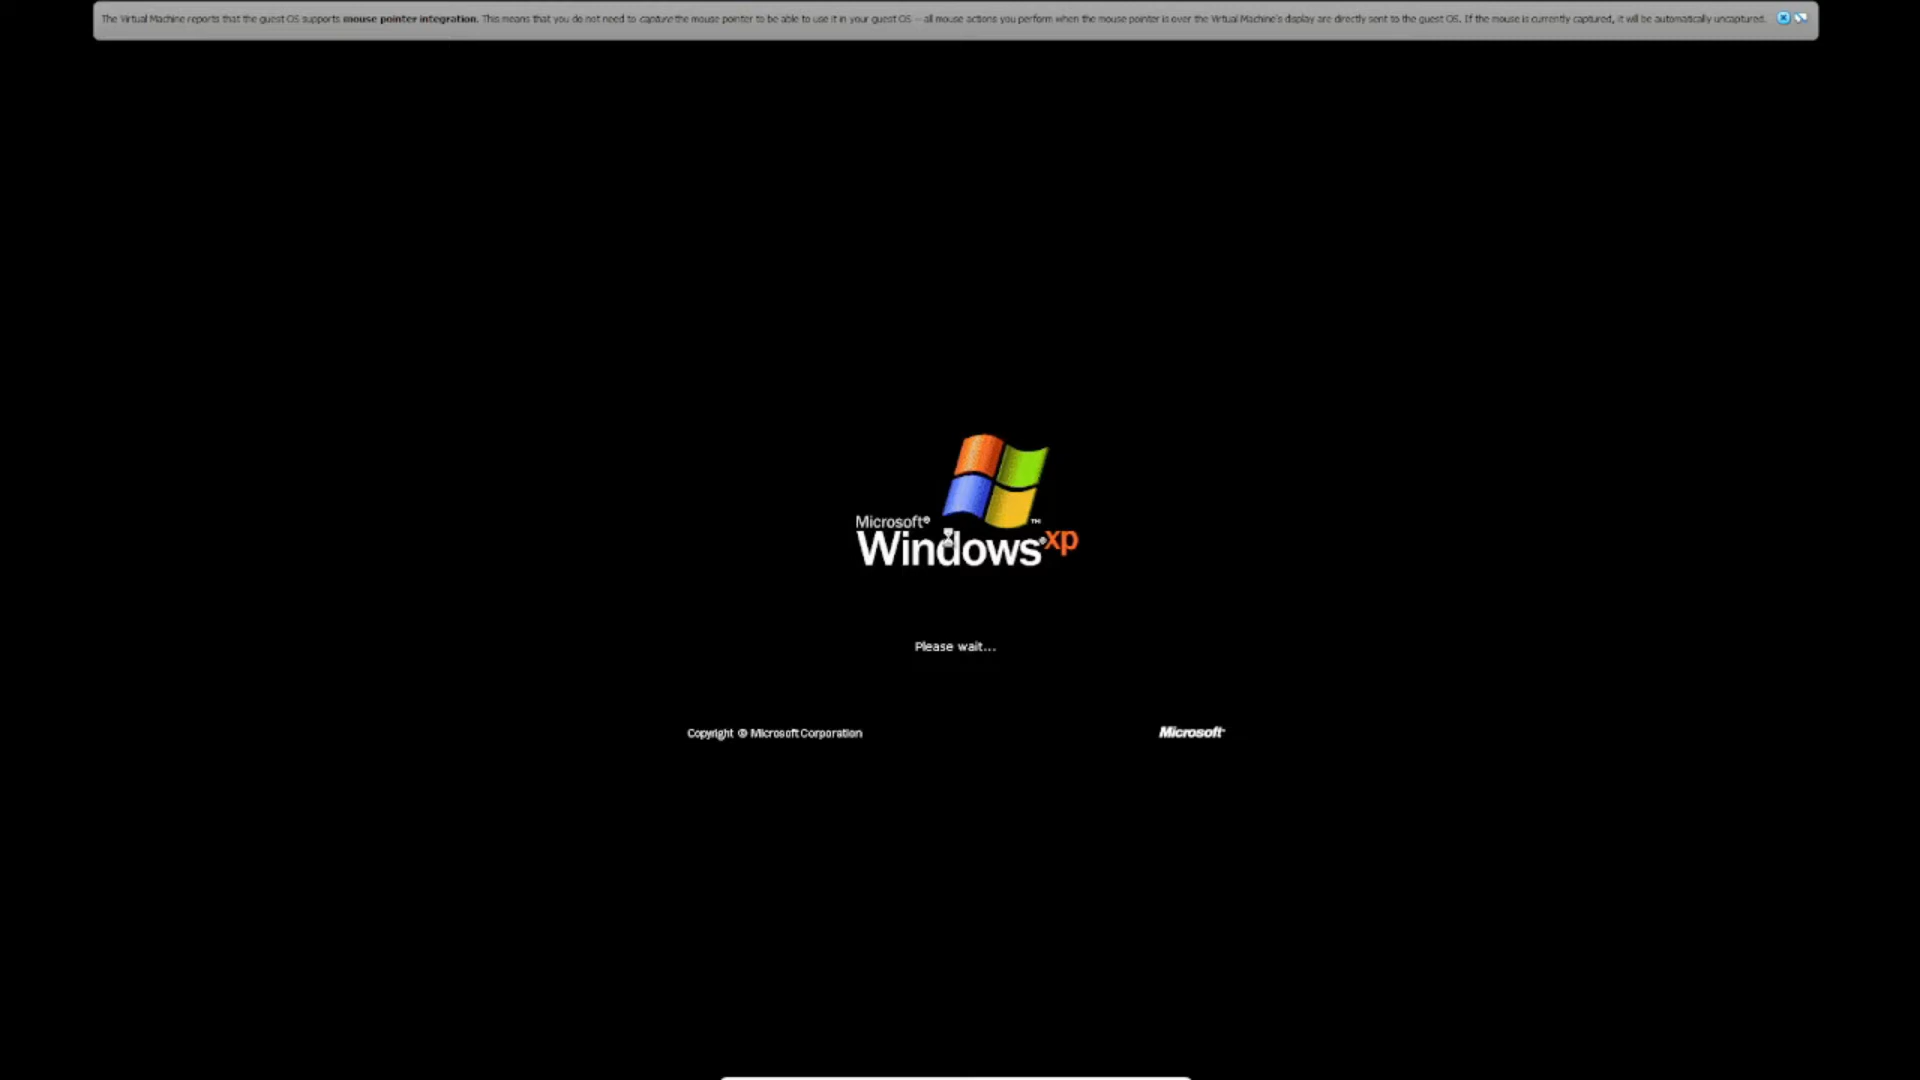 The Virtual Machine reports that the guest OS supports mouse pointer integration. This means that you do not need to capture the mouse pointer to be able to use it in your guest OS -- all mouse actions you perform when the mouse pointer is over the Virtual Machine's display are directly sent to the guest OS. If the mouse is currently captured, it will be automatically uncaptured.
Microsoft®
Windows® xp™
Please wait...
Copyright © Microsoft Corporation
Microsoft